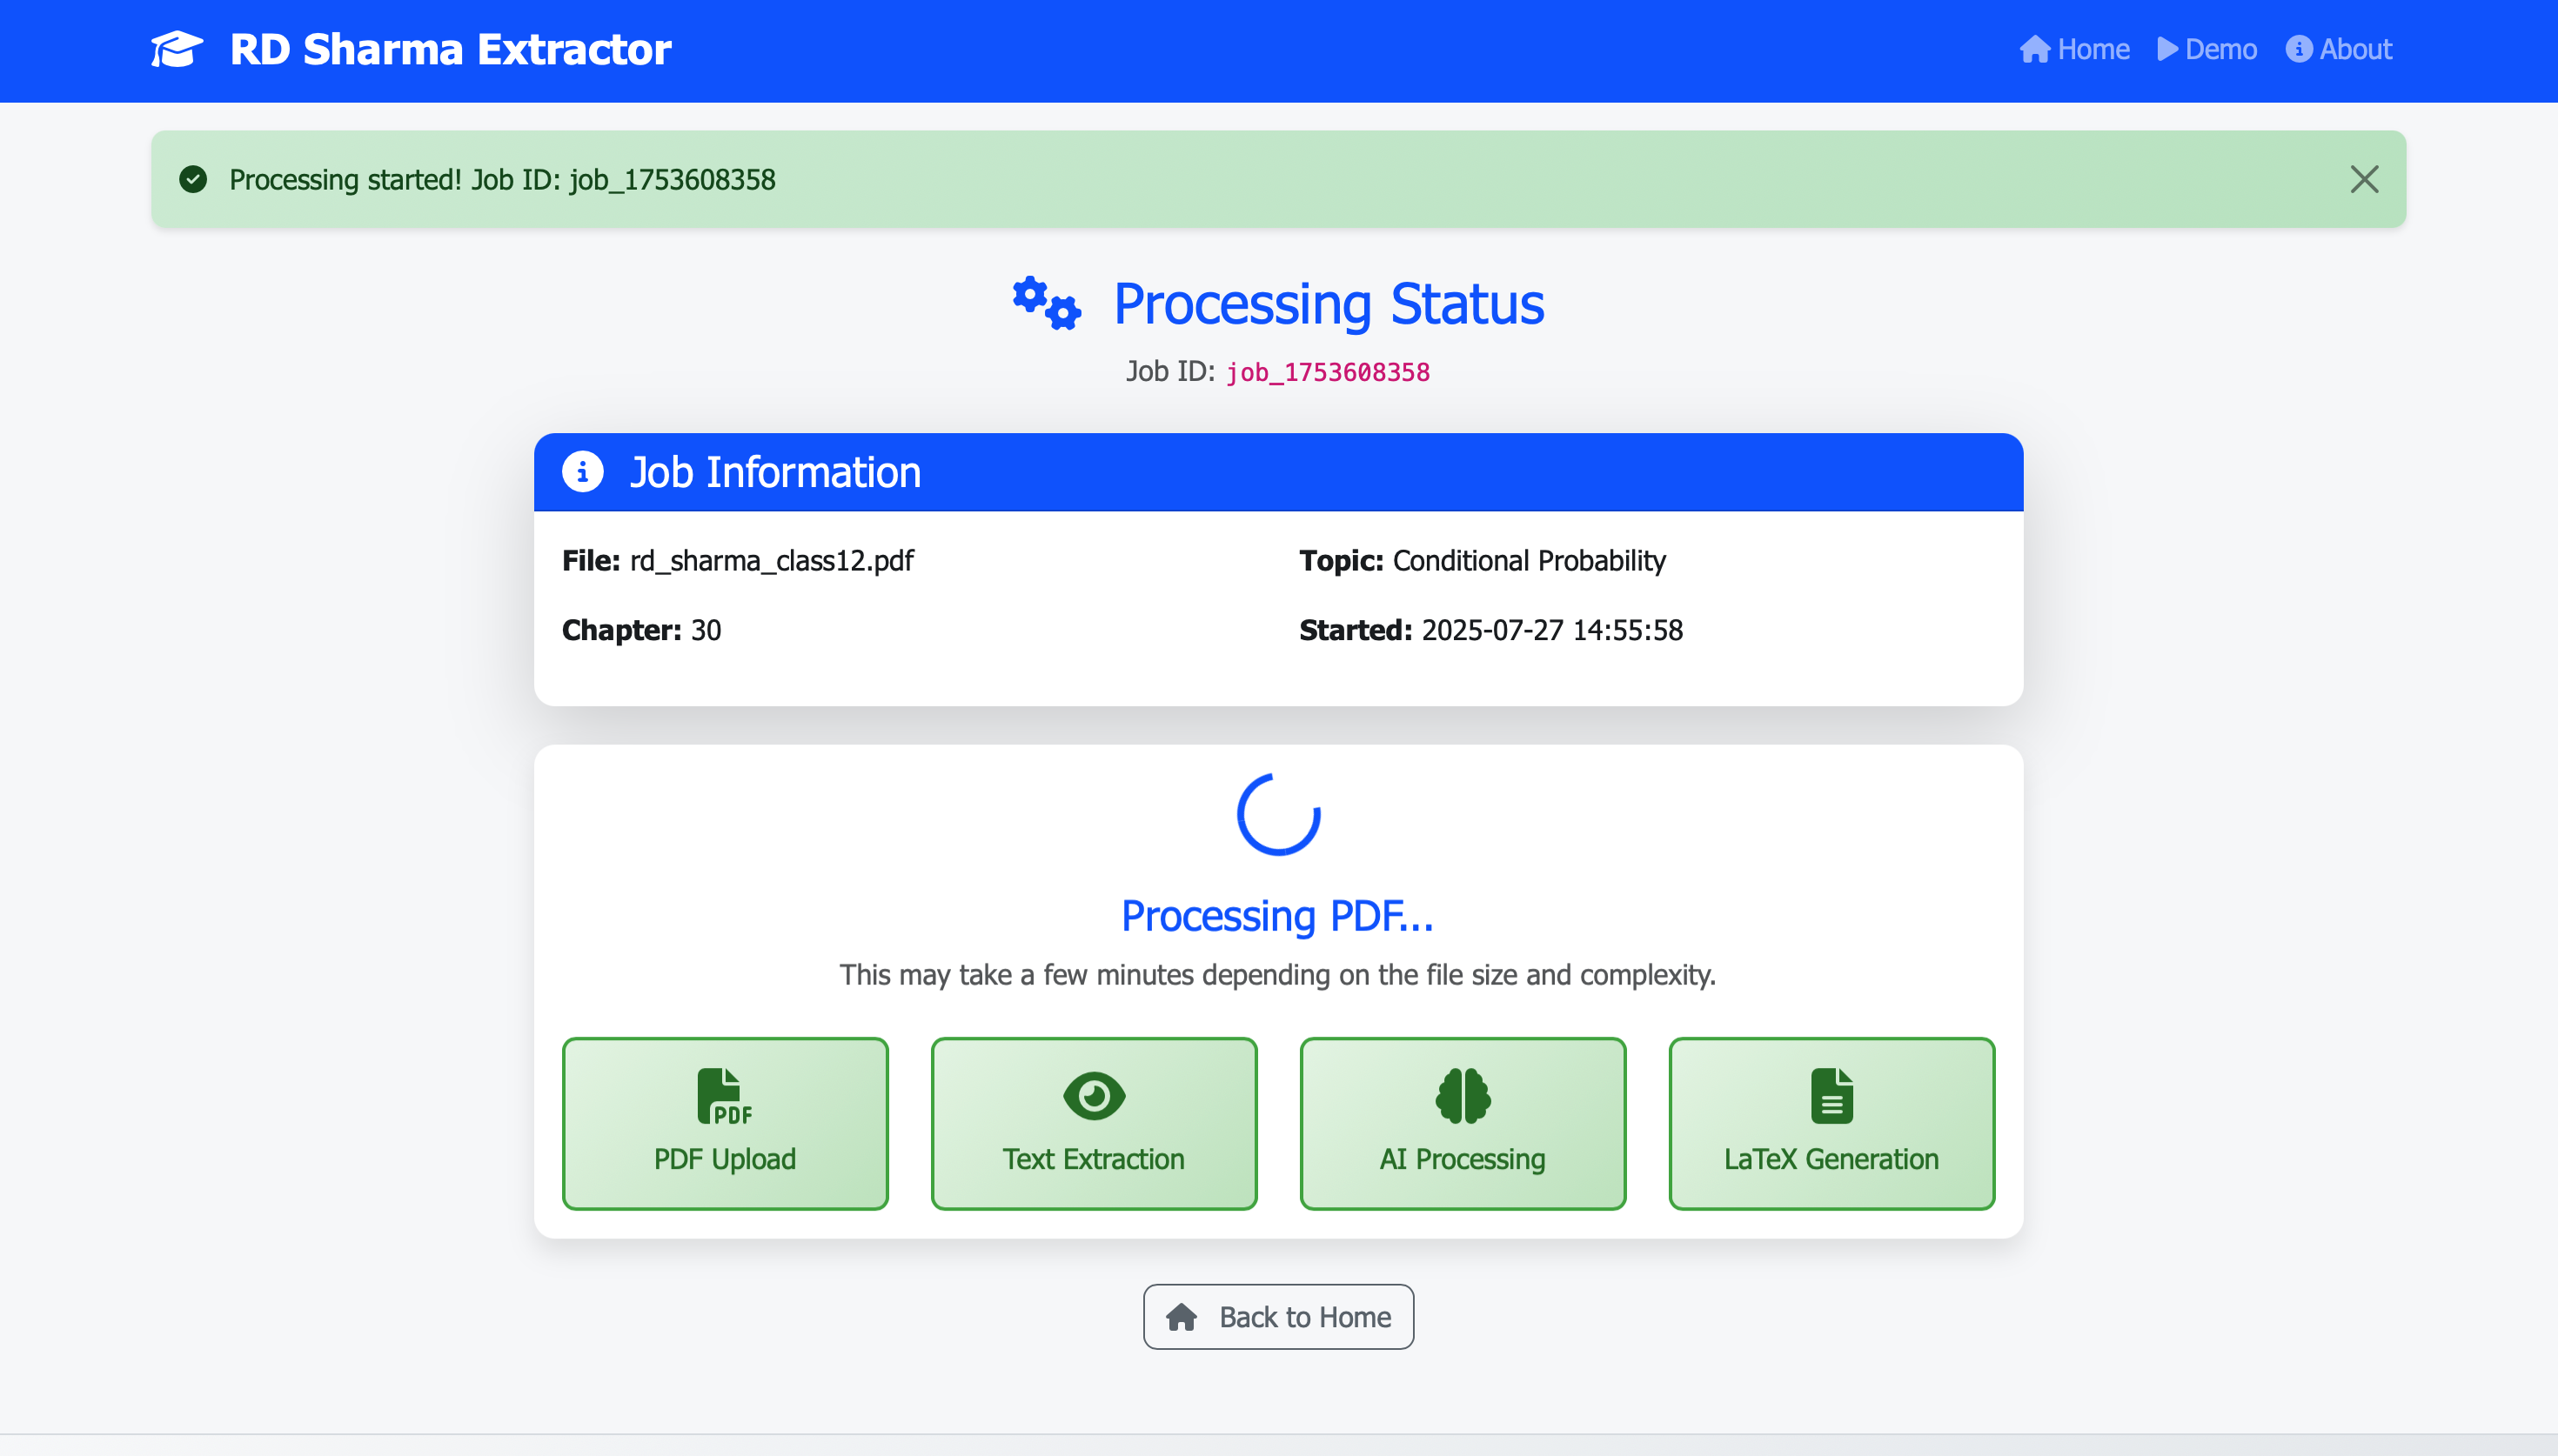 RD Sharma Extractor
Home
Demo
About
Processing started! Job ID: job_1753608358
Processing Status
Job ID: job_1753608358
Job Information
File: rd_sharma_class12.pdf
Topic: Conditional Probability
Chapter: 30
Started: 2025-07-27 14:55:58
Processing PDF...
This may take a few minutes depending on the file size and complexity.
PDF
PDF Upload
Text Extraction
AI Processing
LaTeX Generation
Back to Home